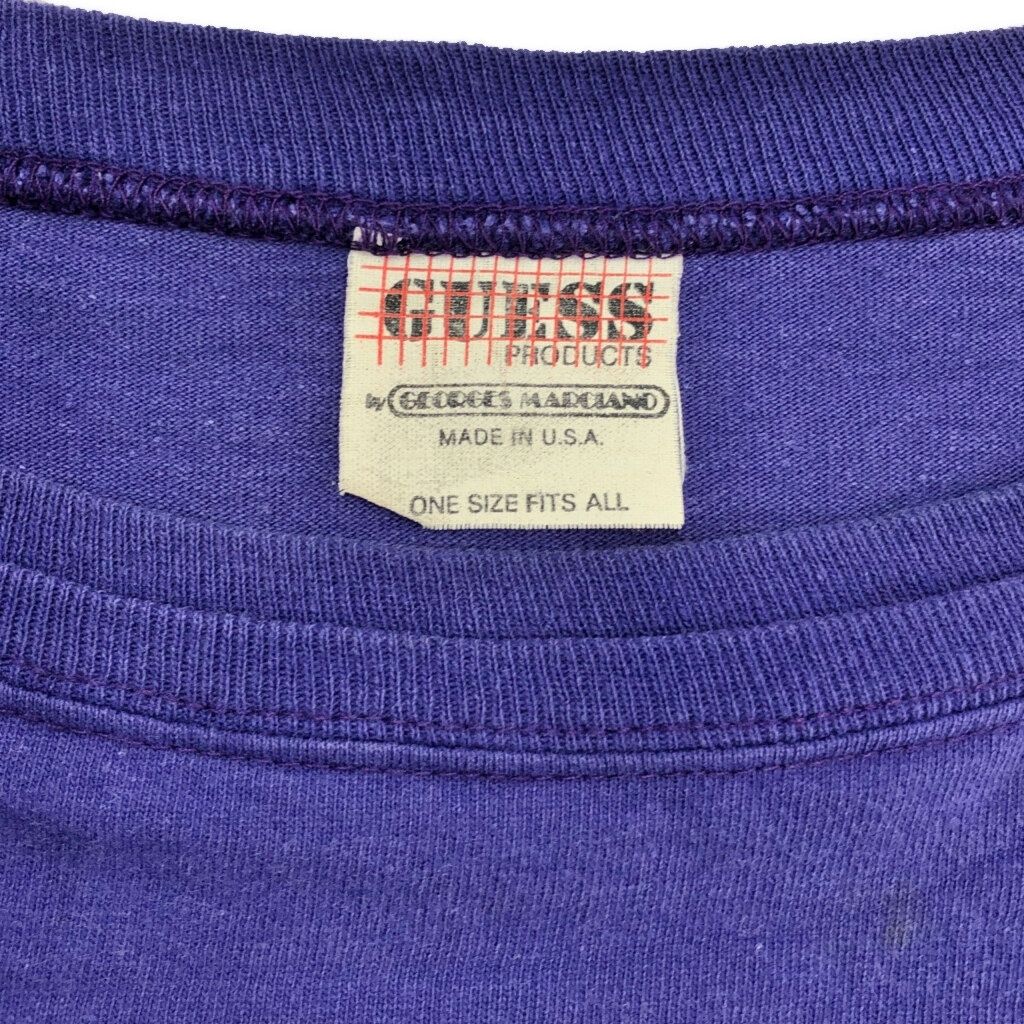 GUESS
PRODUCTS
by GEORGES MARCIANO
MADE IN U.S.A.
ONE SIZE FITS ALL